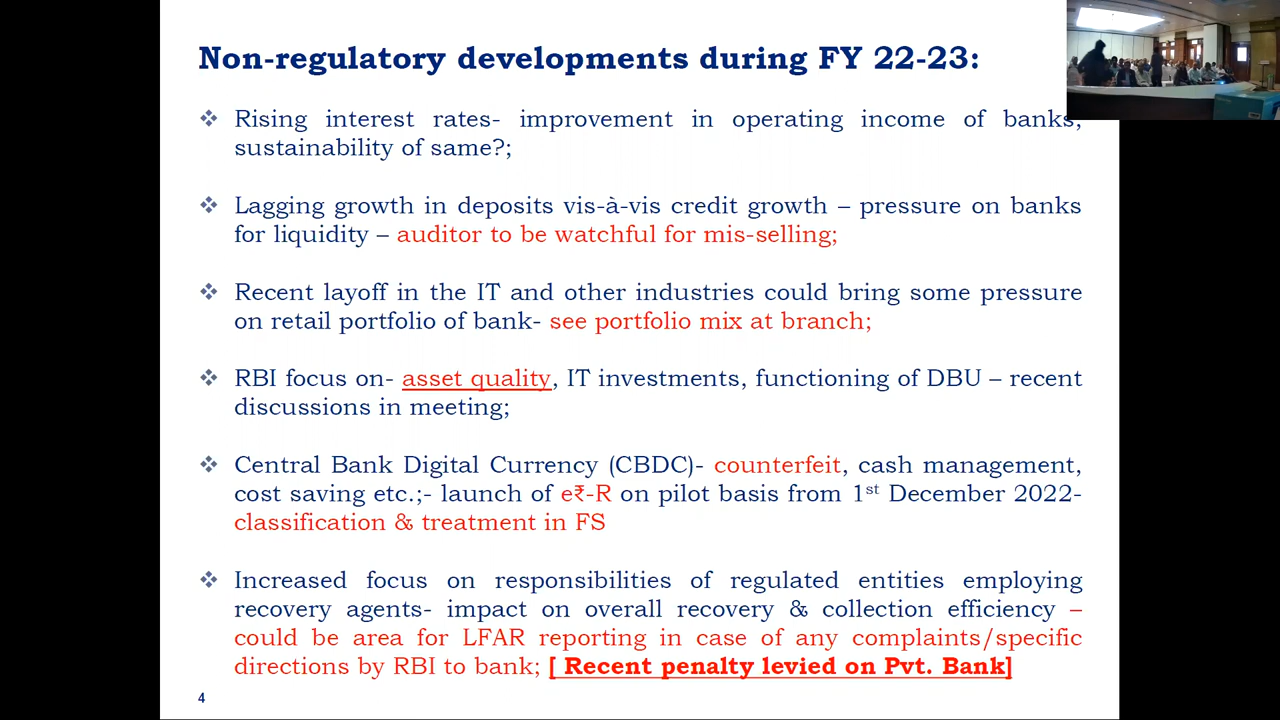 Non-regulatory developments during FY 22-23:
❖ Rising interest rates- improvement in operating income of banks,
sustainability of same?;
❖ Lagging growth in deposits vis-à-vis credit growth – pressure on banks
for liquidity – auditor to be watchful for mis-selling;
❖ Recent layoff in the IT and other industries could bring some pressure
on retail portfolio of bank- see portfolio mix at branch;
❖ RBI focus on- asset quality, IT investments, functioning of DBU – recent
discussions in meeting;
❖ Central Bank Digital Currency (CBDC)- counterfeit, cash management,
cost saving etc.;- launch of e₹-R on pilot basis from 1st December 2022-
classification & treatment in FS
❖ Increased focus on responsibilities of regulated entities employing
recovery agents- impact on overall recovery & collection efficiency –
could be area for LFAR reporting in case of any complaints/specific
directions by RBI to bank; [ Recent penalty levied on Pvt. Bank]
4